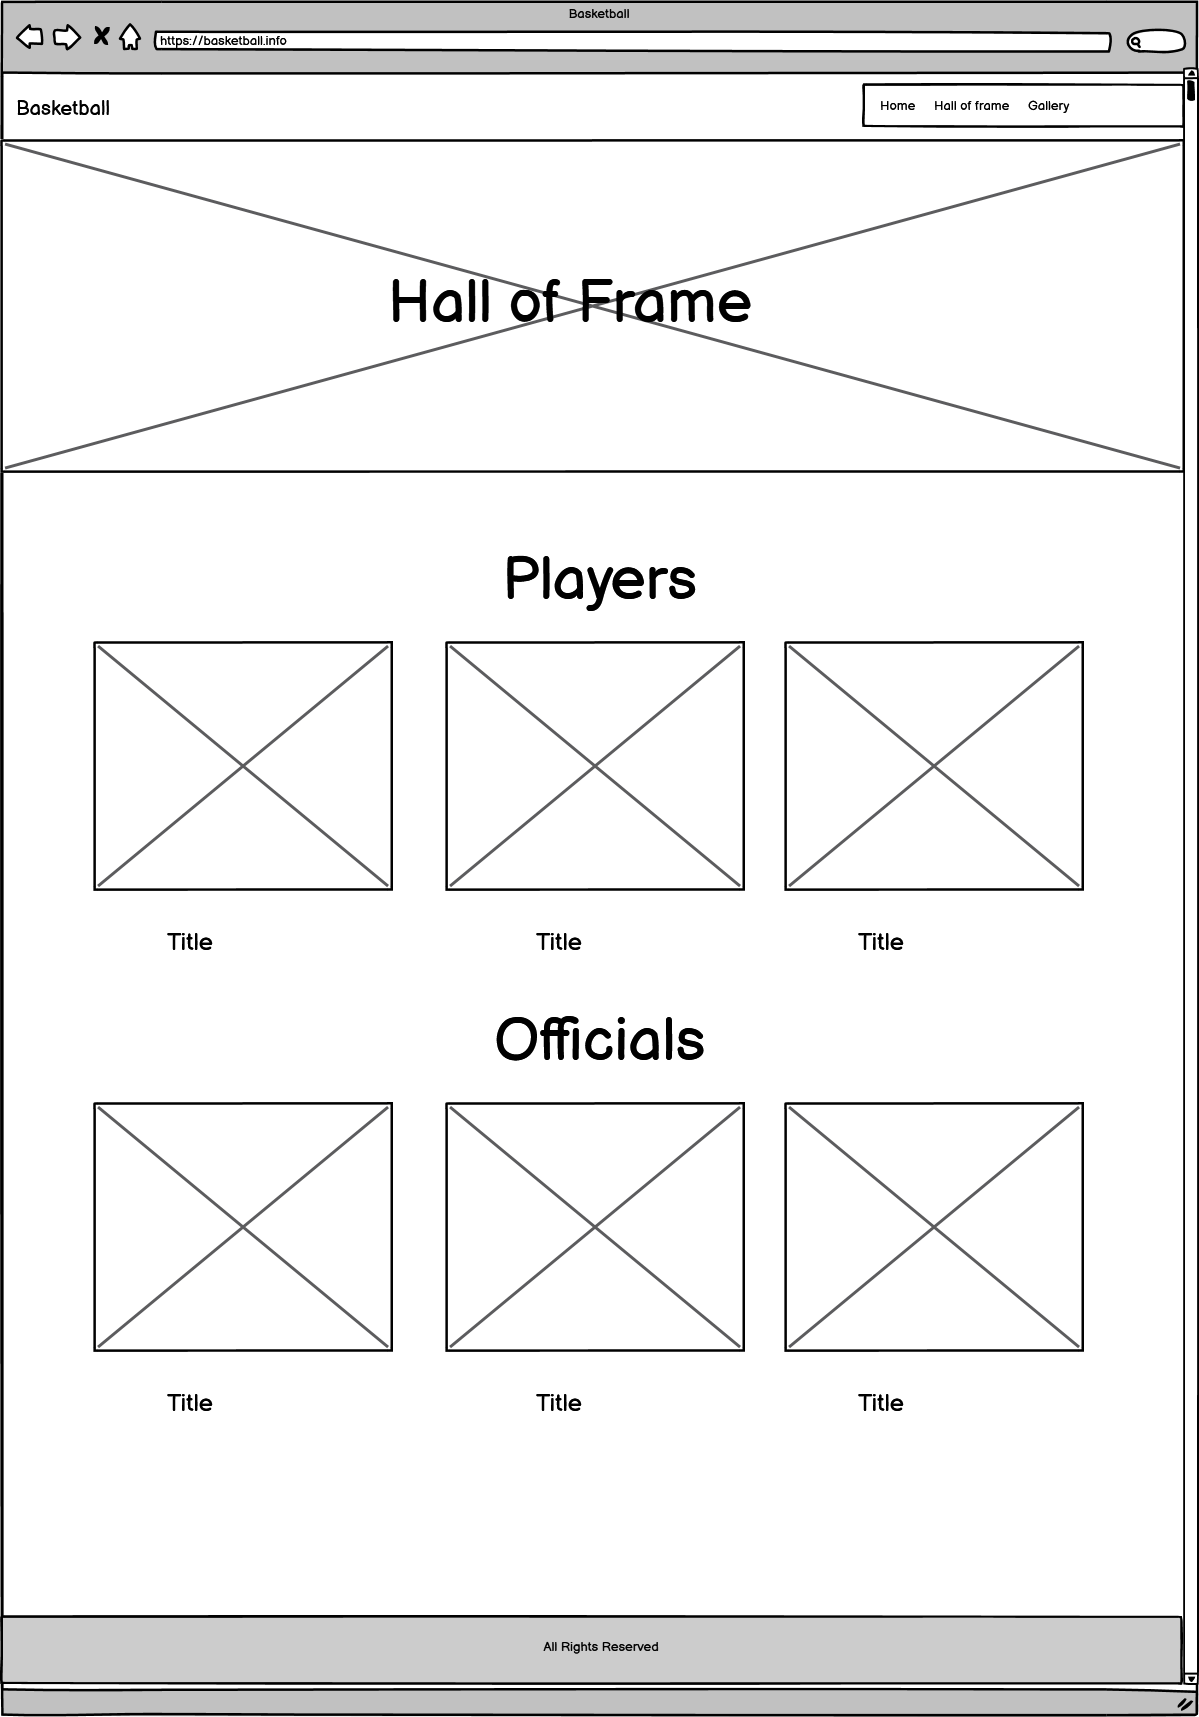 Basketball
https://basketball.info
Basketball
Home Hall of frame Gallery
Hall of Frame
Players
Title Title Title
Officials
Title Title Title
All Rights Reserved